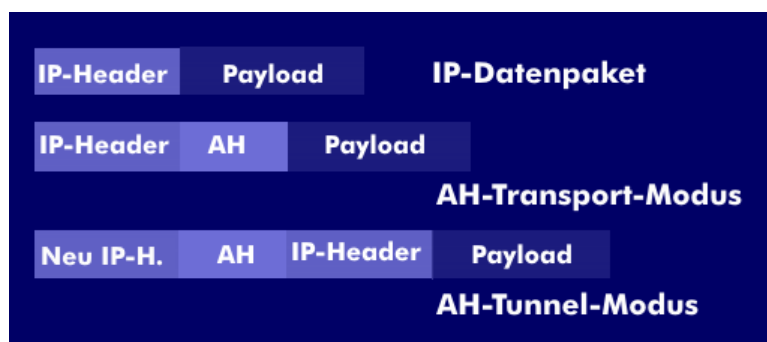 IP-Header Payload IP-Datenpaket
IP-Header AH Payload
AH-Transport-Modus
Neu IP-H. AH IP-Header Payload
AH-Tunnel-Modus